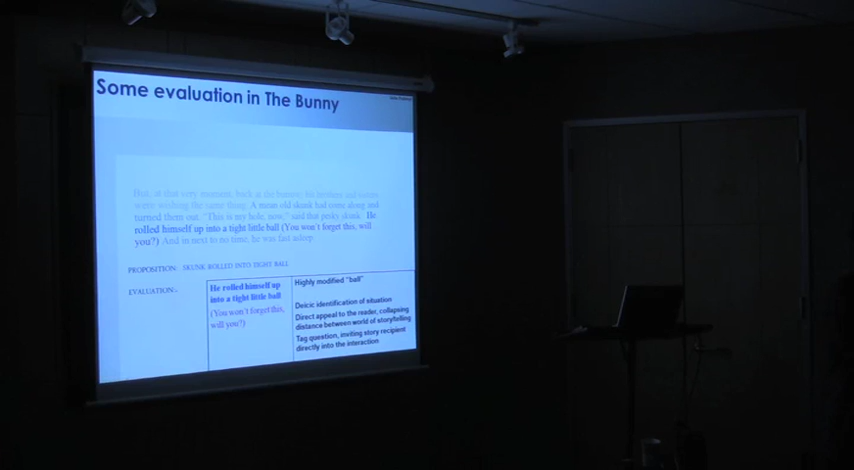 Some evaluation in The Bunny
But, at that very moment, back at the burrow, his
were wishing the same thing. A mean old skunk had come along and
turned them out. "This is my hole, now," said that pesky skunk. He
rolled himself up into a tight little ball (You won't forget this, will
you?) And in next to no time, he was fast asleep.
PROPOSITION: SKUNK ROLLED INTO TIGHT BALL
EVALUATION:-
He rolled himself up
into a tight little ball
(You won't forget this,
will you?)
Highly modified "ball"
Deicic identification of situation
Direct appeal to the reader, collapsing
distance between world of storytelling
Tag question, inviting story recipient
directly into the interaction